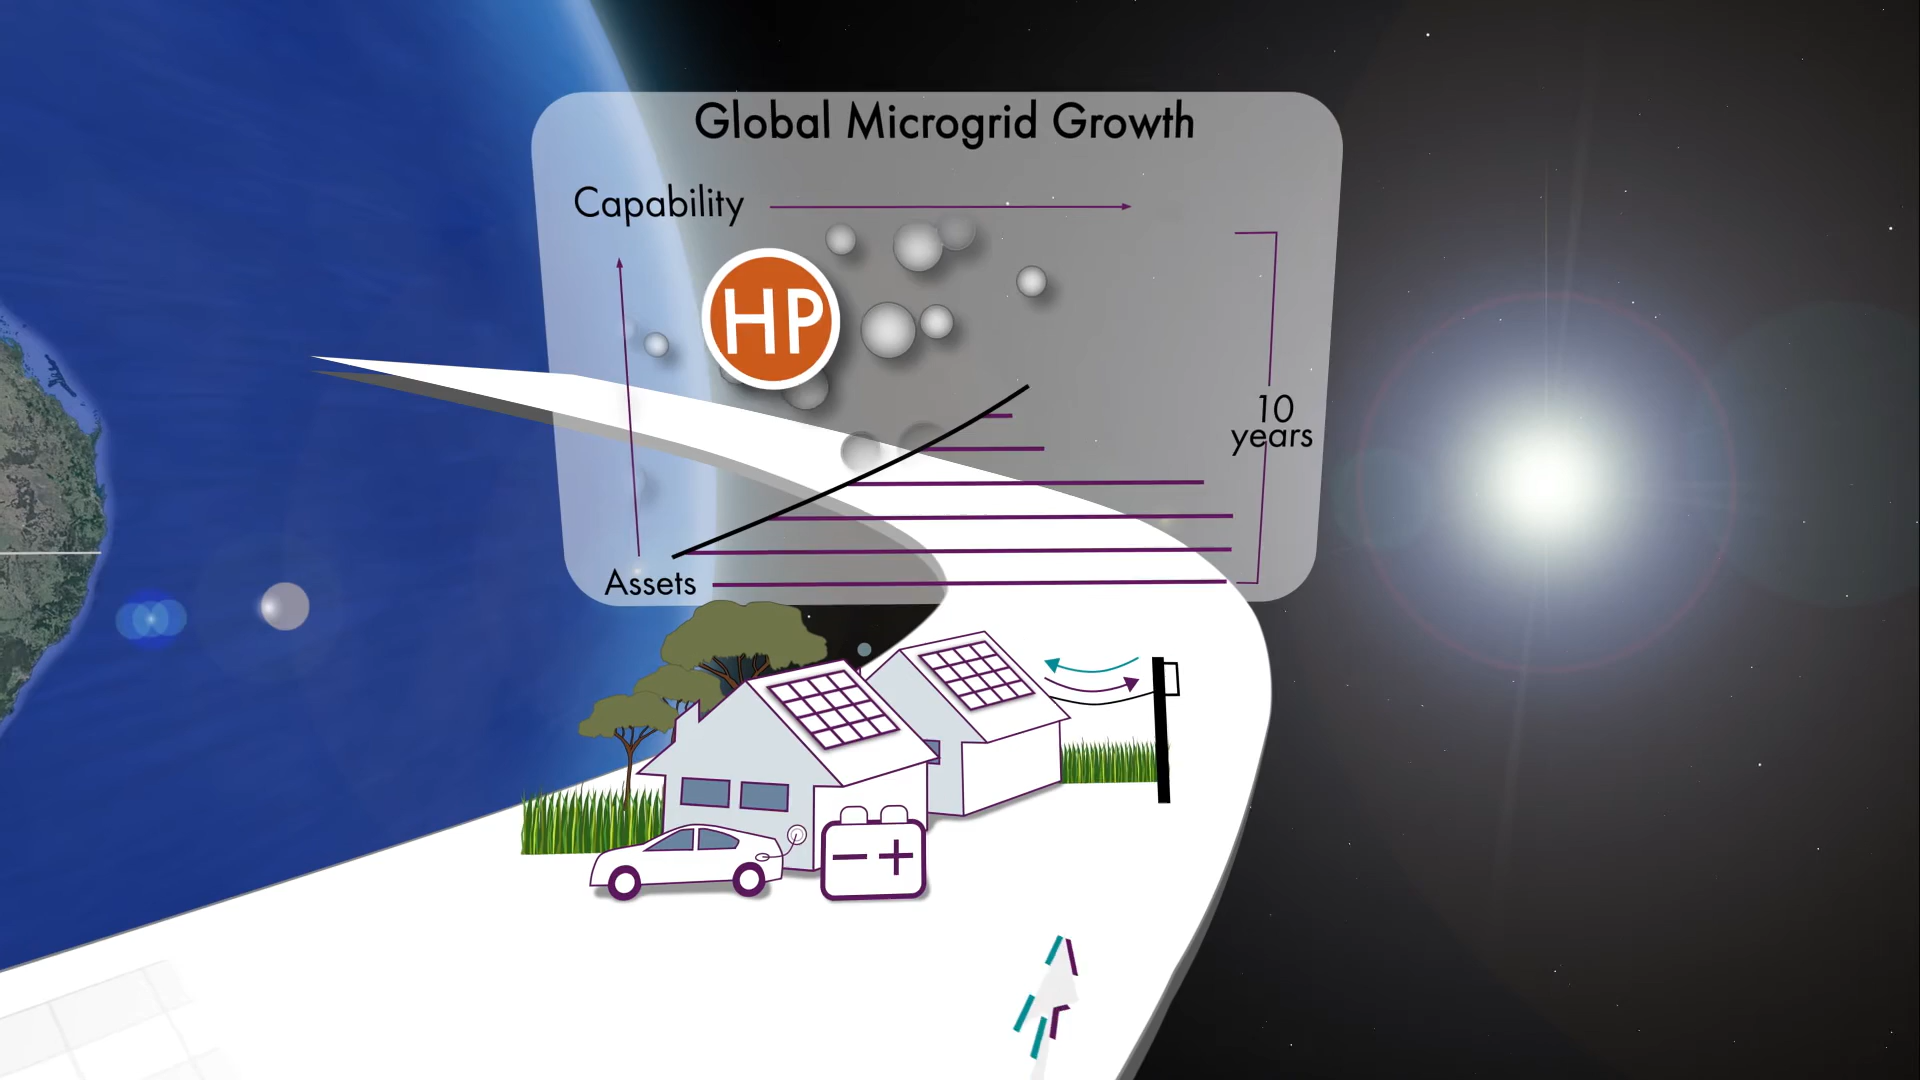 Global Microgrid Growth
Capability
HP
10
years
Assets
- +